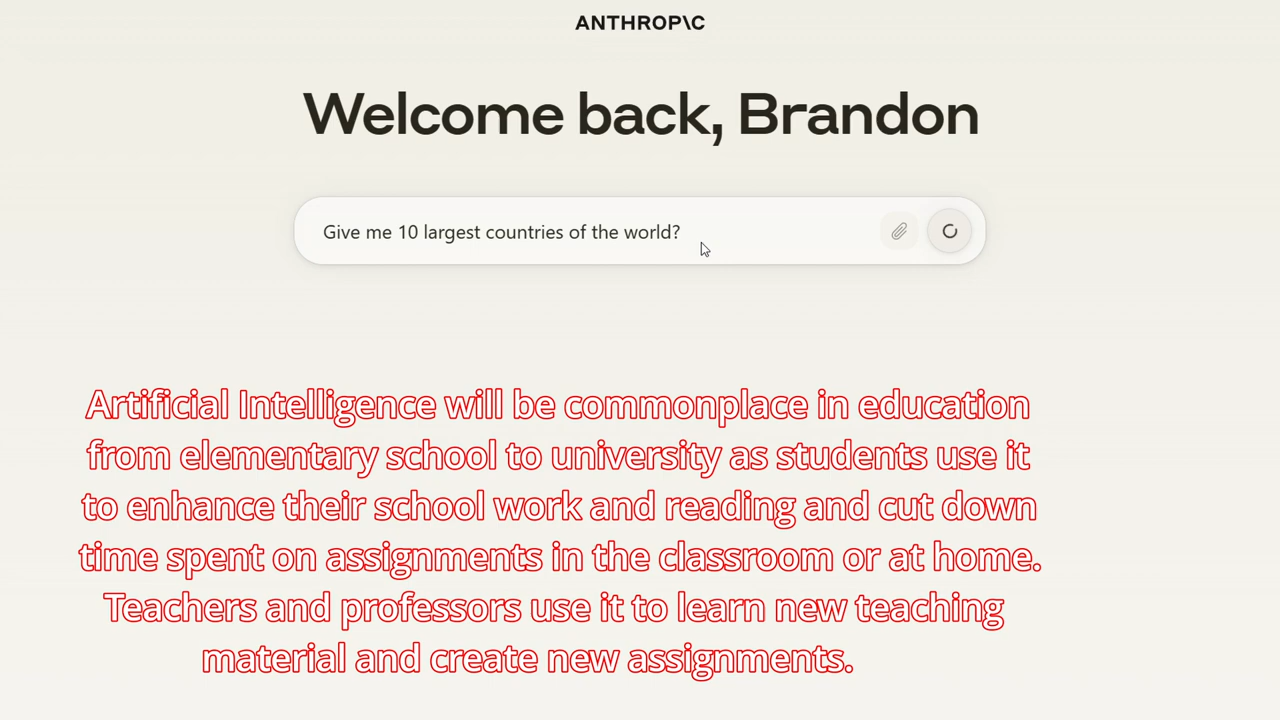 ANTHROP\C
Welcome back, Brandon
Give me 10 largest countries of the world?
Artificial Intelligence will be commonplace in education
from elementary school to university as students use it
to enhance their school work and reading and cut down
time spent on assignments in the classroom or at home.
Teachers and professors use it to learn new teaching
material and create new assignments.